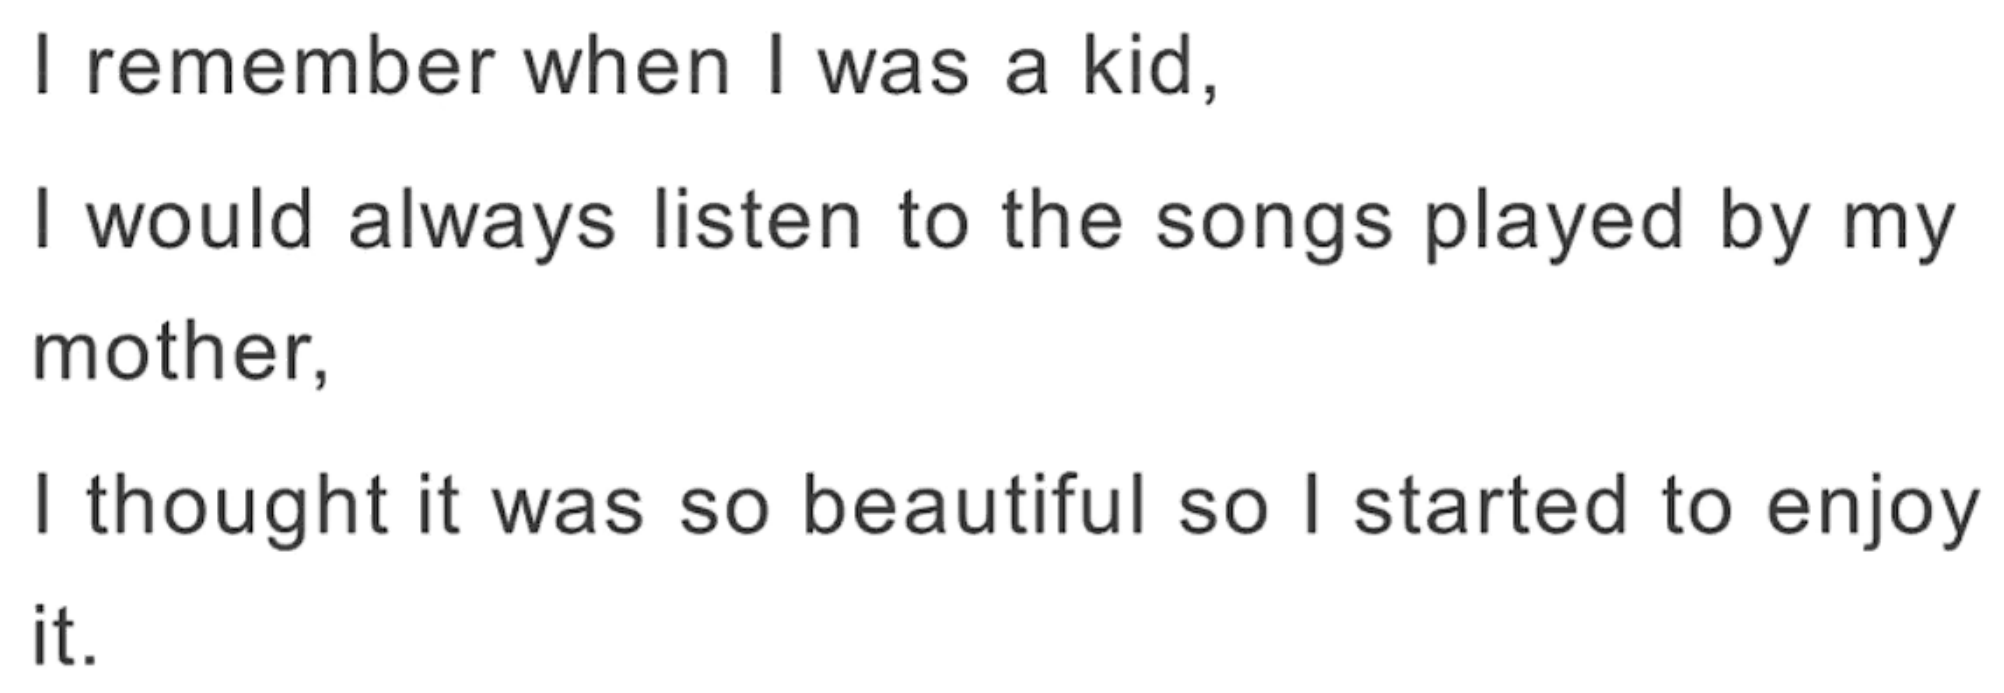 I remember when I was a kid,
I would always listen to the songs played by my
mother,
I thought it was so beautiful so I started to enjoy
it.